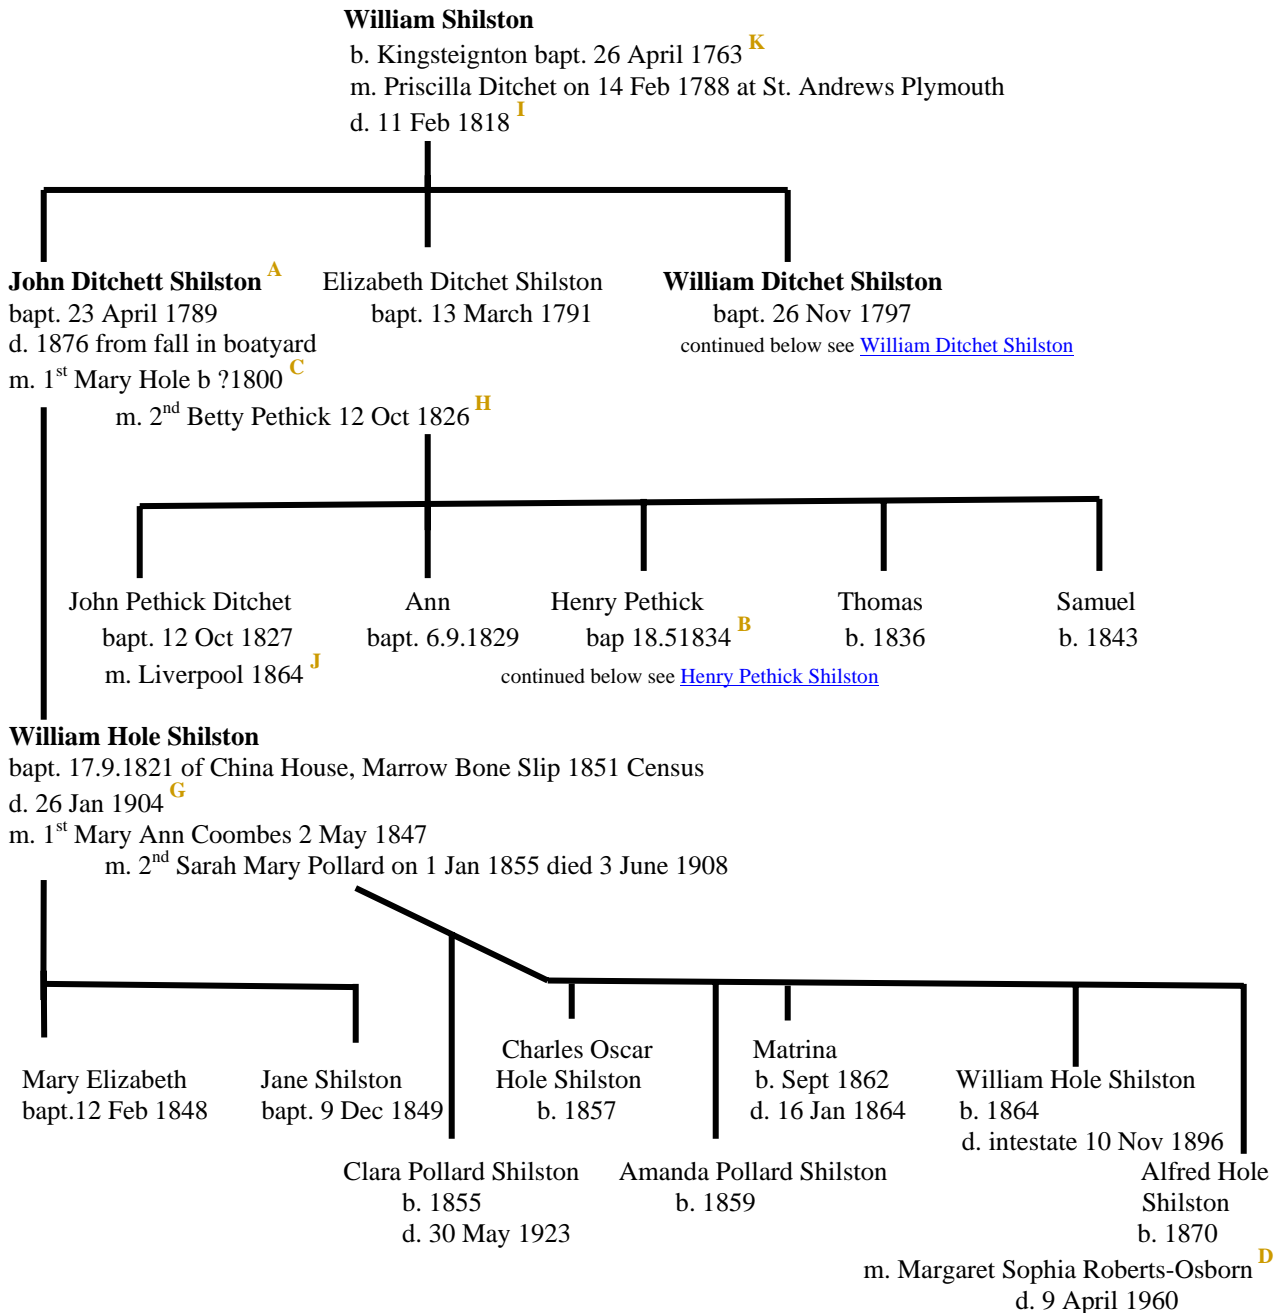 William Shilston
b. Kingsteignton bapt. 26 April 1763 K
m. Priscilla Ditchet on 14 Feb 1788 at St. Andrews Plymouth
d. 11 Feb 1818 I
John Ditchett Shilston A
bapt. 23 April 1789
d. 1876 from fall in boatyard
m. 1st Mary Hole b ?1800 C
m. 2nd Betty Pethick 12 Oct 1826 H
Elizabeth Ditchet Shilston
bapt. 13 March 1791
William Ditchet Shilston
bapt. 26 Nov 1797
continued below see William Ditchet Shilston
John Pethick Ditchet
bapt. 12 Oct 1827
m. Liverpool 1864 J
Ann
bapt. 6.9.1829
Henry Pethick
bap 18.51834 B
continued below see Henry Pethick Shilston
Thomas
b. 1836
Samuel
b. 1843
William Hole Shilston
bapt. 17.9.1821 of China House, Marrow Bone Slip 1851 Census
d. 26 Jan 1904 G
m. 1st Mary Ann Coombes 2 May 1847
m. 2nd Sarah Mary Pollard on 1 Jan 1855 died 3 June 1908
Mary Elizabeth
bapt.12 Feb 1848
Jane Shilston
bapt. 9 Dec 1849
Clara Pollard Shilston
b. 1855
d. 30 May 1923
Charles Oscar
Hole Shilston
b. 1857
Amanda Pollard Shilston
b. 1859
Matrina
b. Sept 1862
d. 16 Jan 1864
William Hole Shilston
b. 1864
d. intestate 10 Nov 1896
Alfred Hole
Shilston
b. 1870
m. Margaret Sophia Roberts-Osborn D
d. 9 April 1960